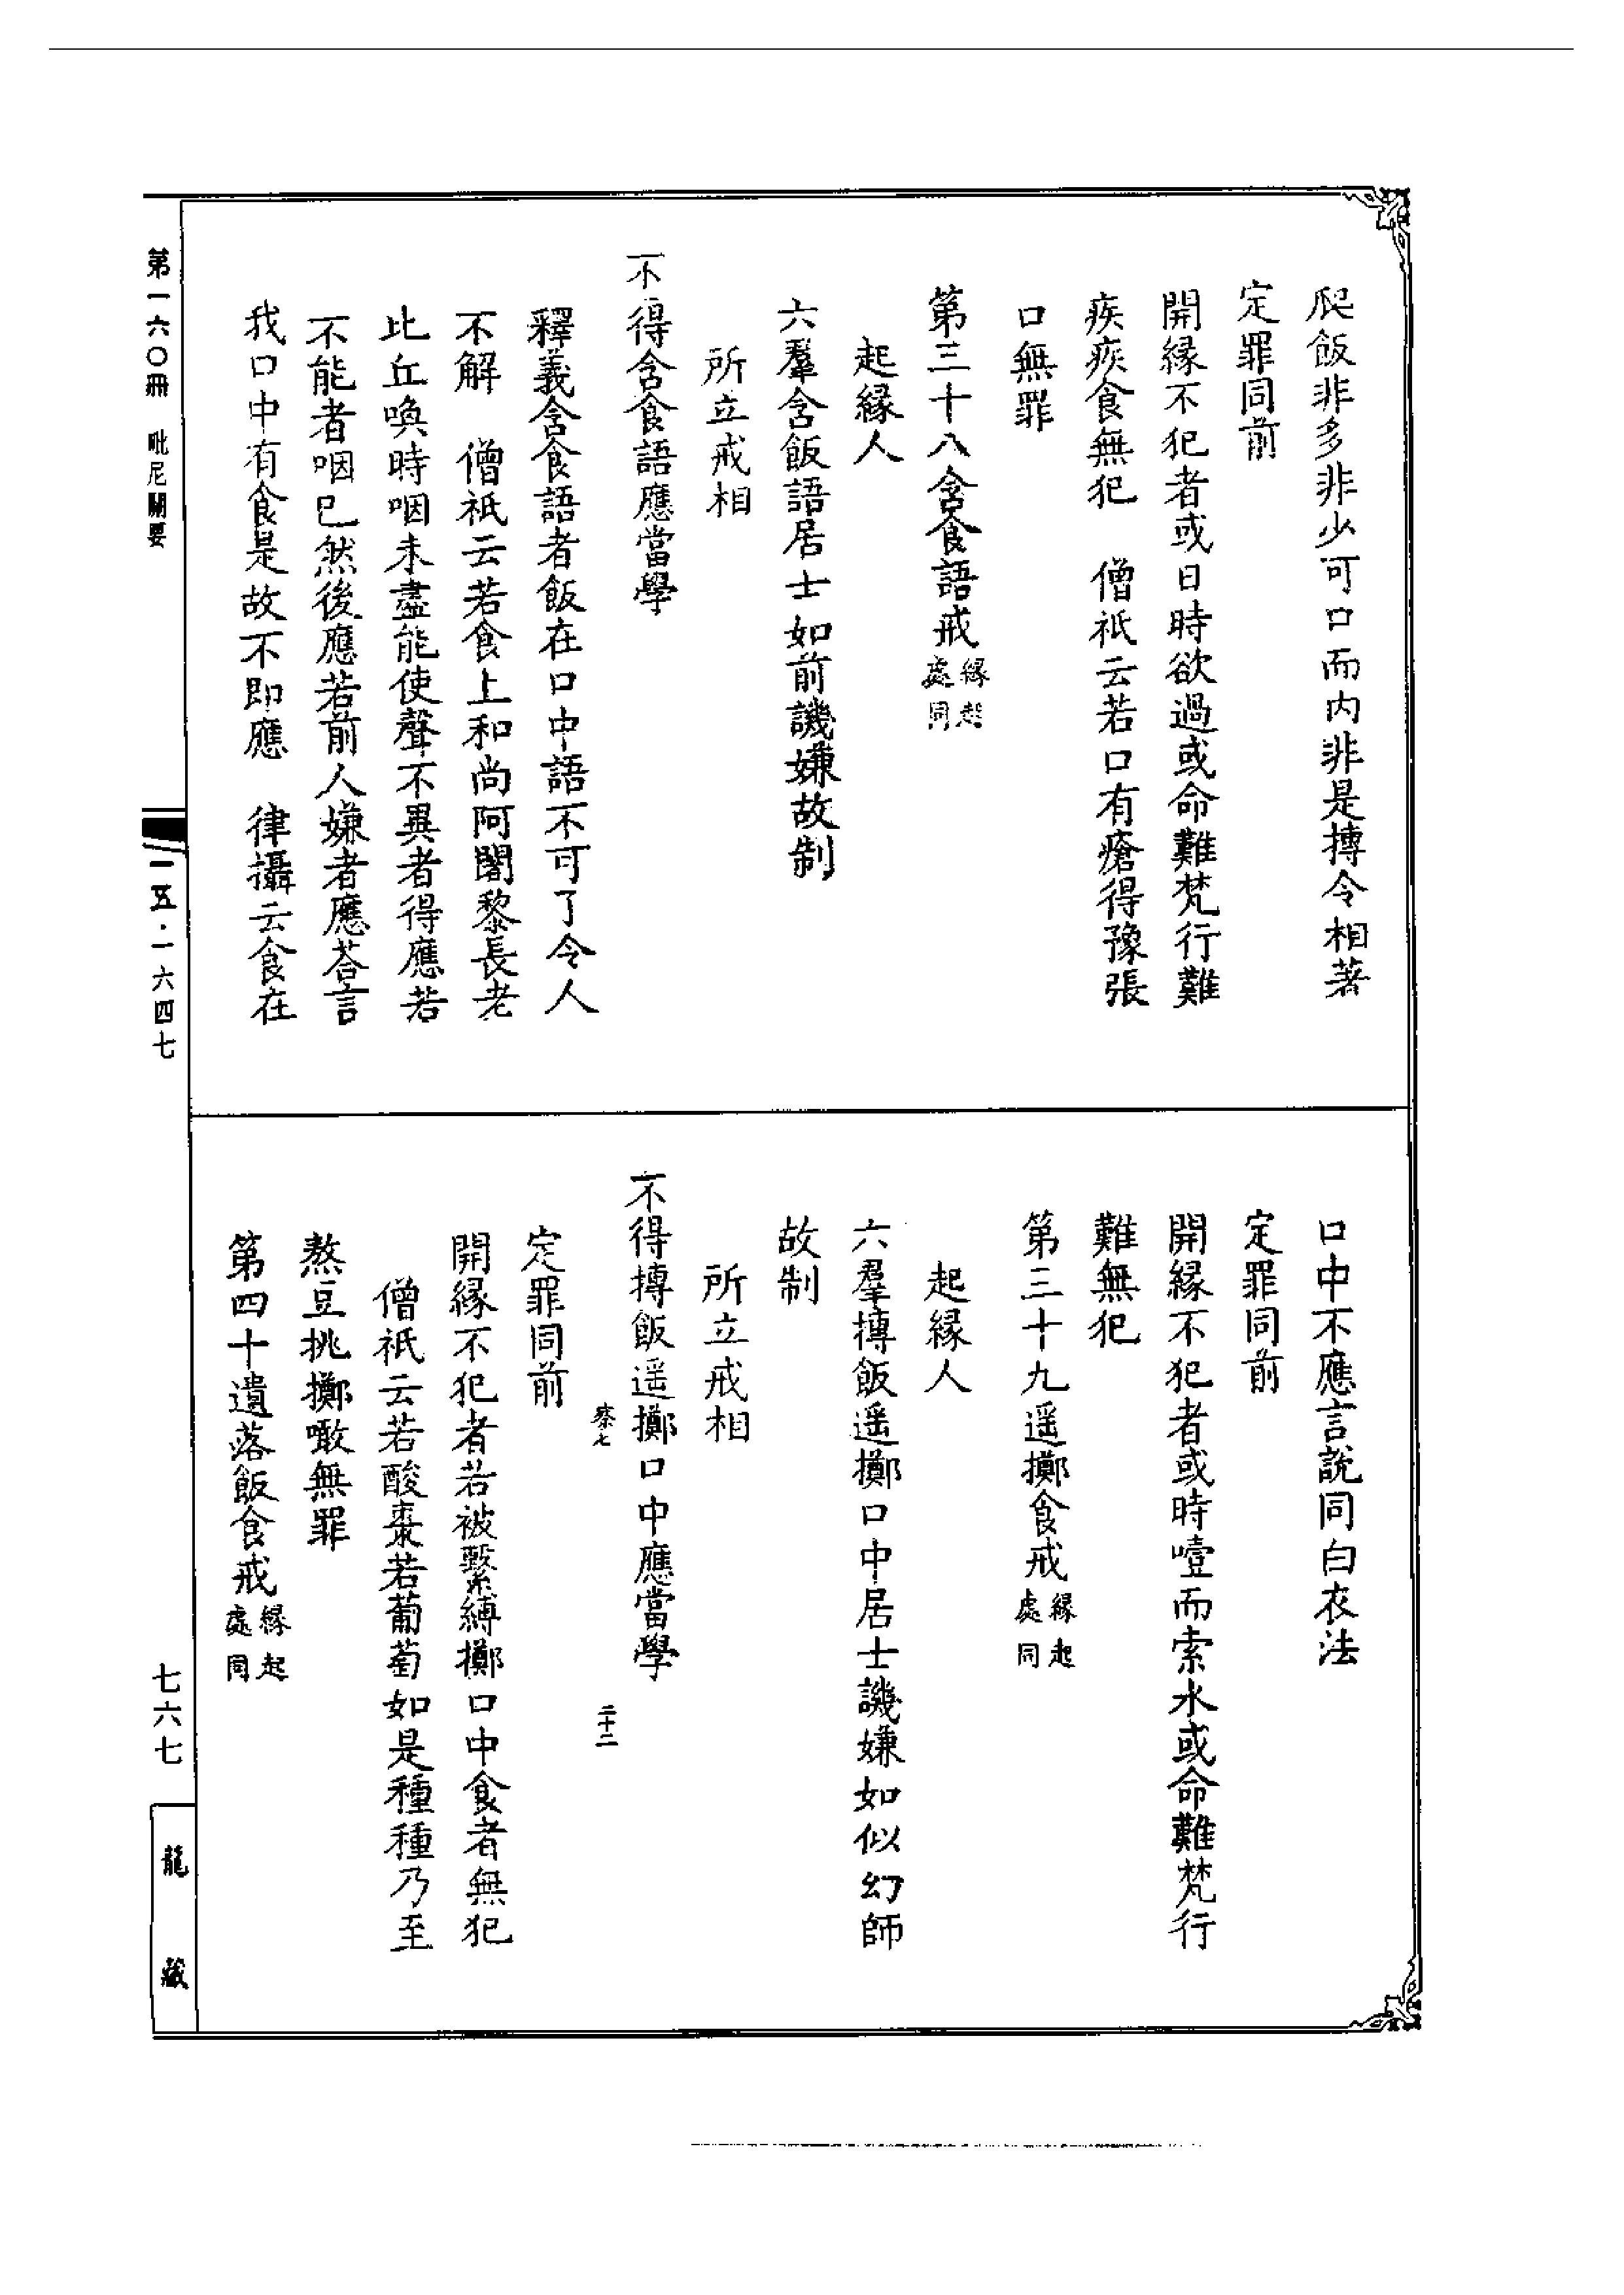 爬飯非多非少可口而内非是摶令相著
定罪同前
開緣不犯者或日時欲過或命難梵行難
疾疾食無犯　僧祇云若口有瘡得豫張
口無罪
第三十八含食語戒緣起處同
起緣人
六羣含飯語居士如前譏嫌故制
所立戒相
不得含食語應當學
釋義含食語者飯在口中語不可了令人
不解　僧祇云若食上和尚阿闍黎長老
比丘喚時咽未盡能使聲不異者得應若
不能者咽已然後應若前人嫌者應荅言
我口中有食是故不即應　律攝云食在
口中不應言說同白衣法
定罪同前
開緣不犯者或時噎而索水或命難梵行
難無犯
第三十九遥擲食戒緣起處同
起緣人
六羣摶飯遥擲口中居士譏嫌如似幻師
故制
所立戒相
不得摶飯遥擲口中應當學
二十二
定罪同前
開緣不犯者若被繫縛擲口中食者無犯
僧祇云若酸棗若葡萄如是種種乃至
熬豆挑擲噉無罪
第四十遺落飯食戒緣起處同
第一六〇冊　毗尼關要
一五·一六四七
七六七
龍藏